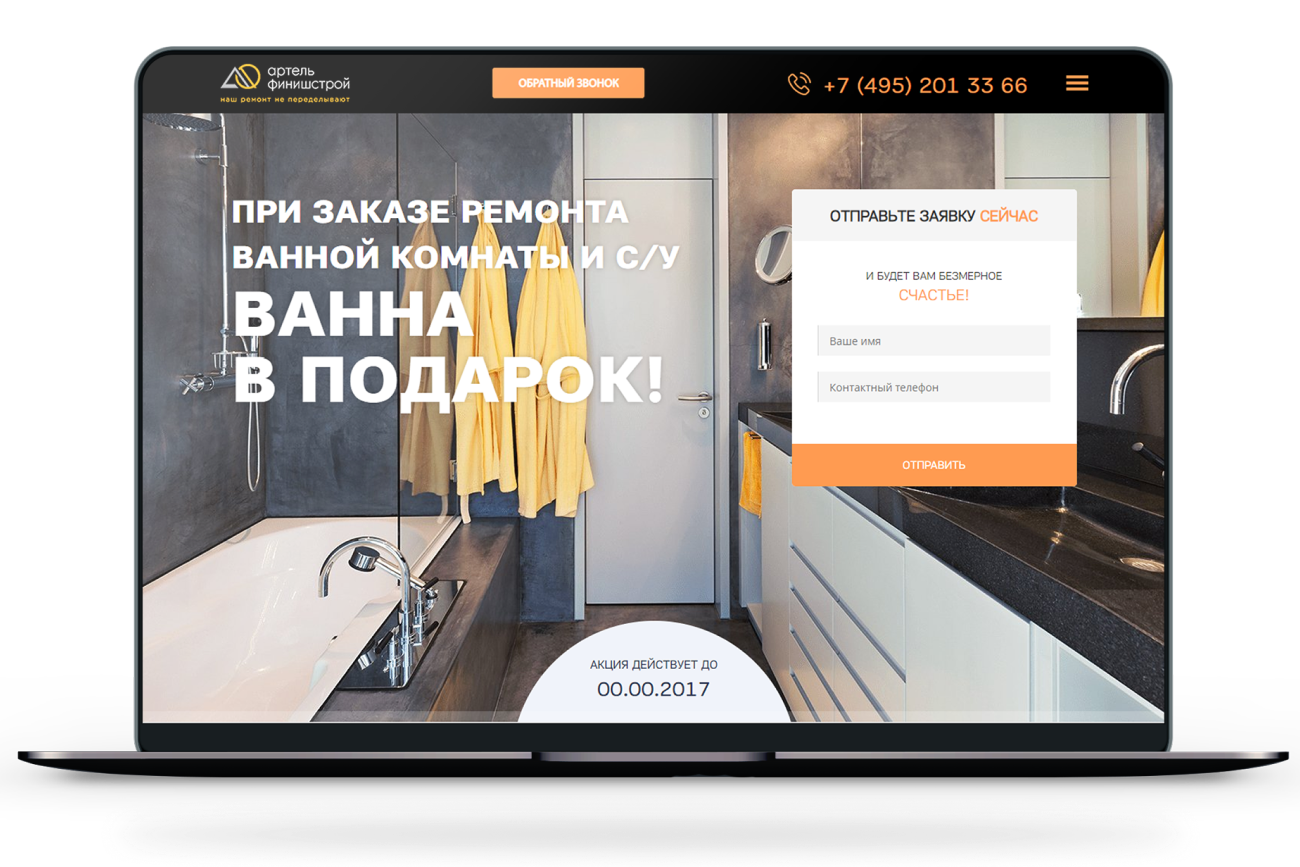 артель
финишстрой
наш ремонт не переделывают
ОБРАТНЫЙ ЗВОНОК
+7 (495) 201 33 66
ПРИ ЗАКАЗЕ РЕМОНТА
ВАННОЙ КОМНАТЫ И С/У
ВАННА
В ПОДАРОК!
ОТПРАВЬТЕ ЗАЯВКУ СЕЙЧАС
И БУДЕТ ВАМ БЕЗМЕРНОЕ
СЧАСТЬЕ!
Ваше имя
Контактный телефон
ОТПРАВИТЬ
АКЦИЯ ДЕЙСТВУЕТ ДО
00.00.2017